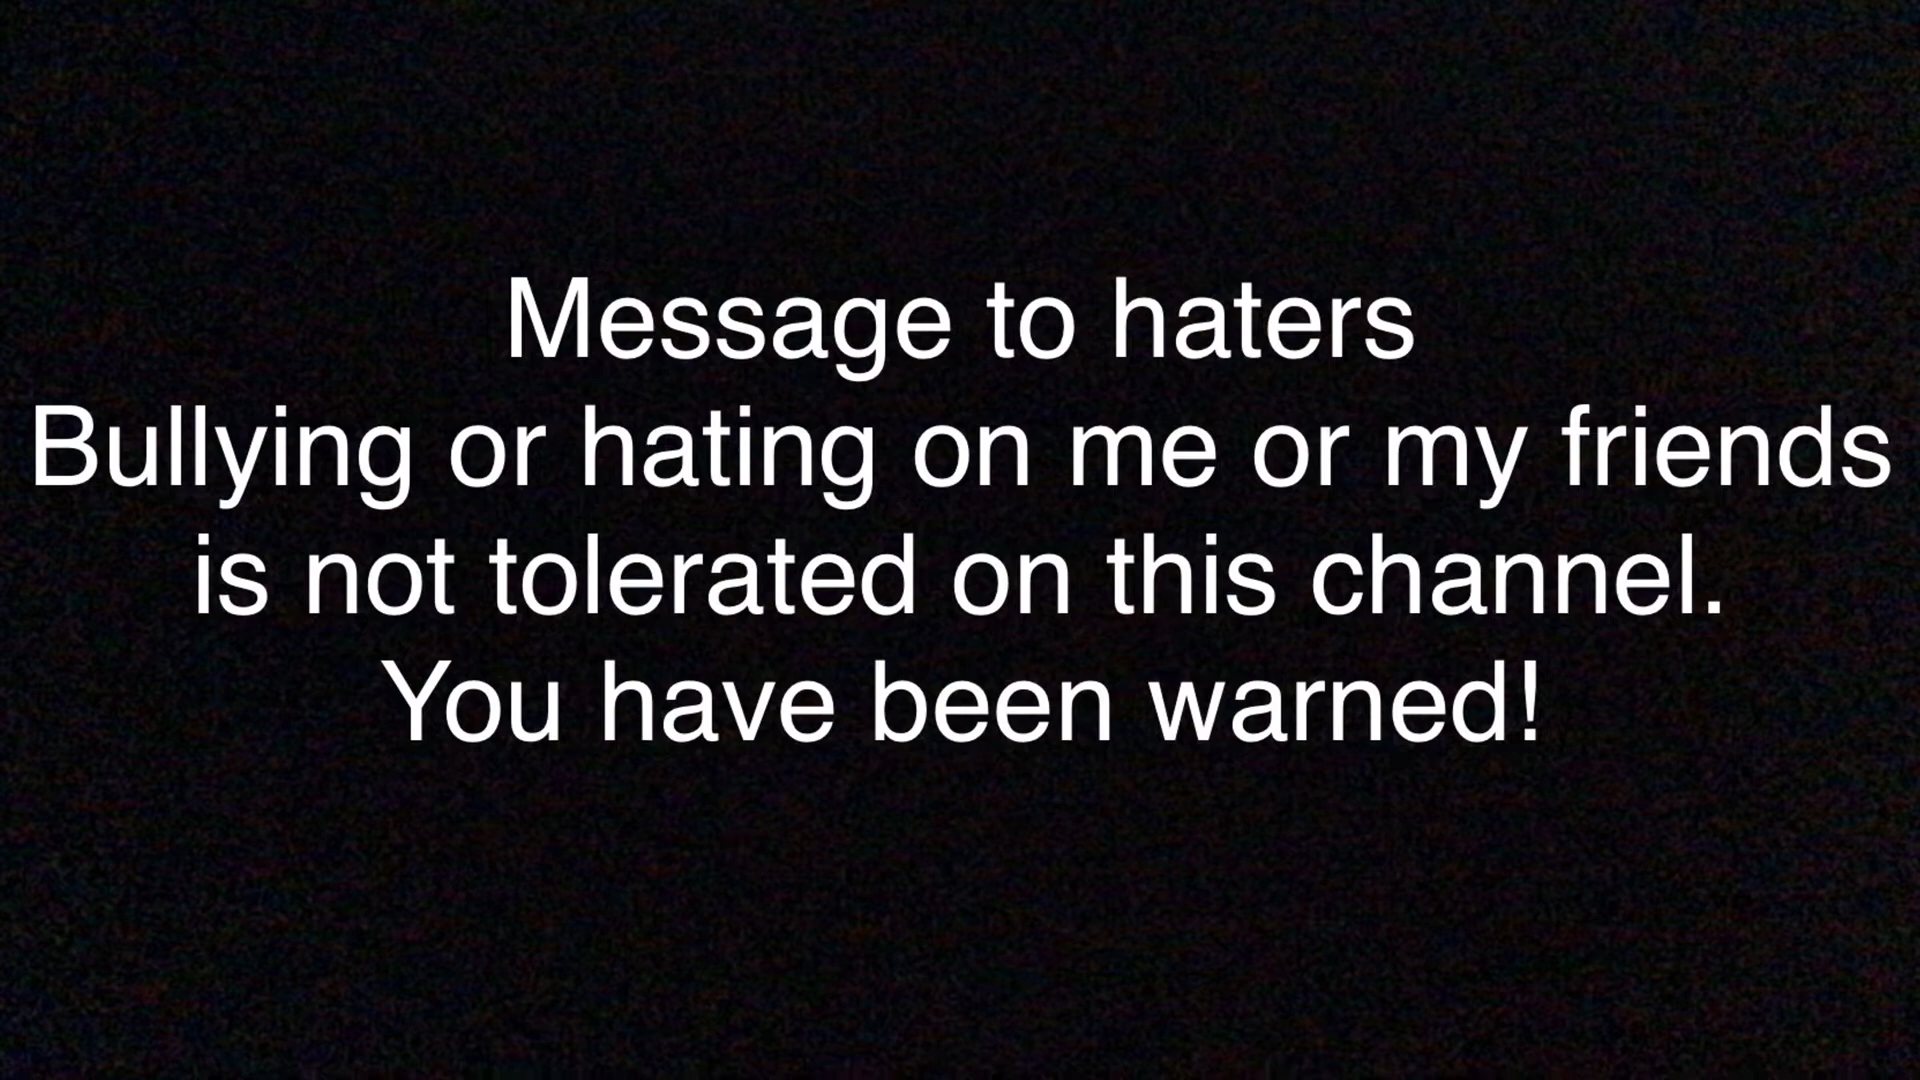 Message to haters
Bullying or hating on me or my friends
is not tolerated on this channel.
You have been warned!